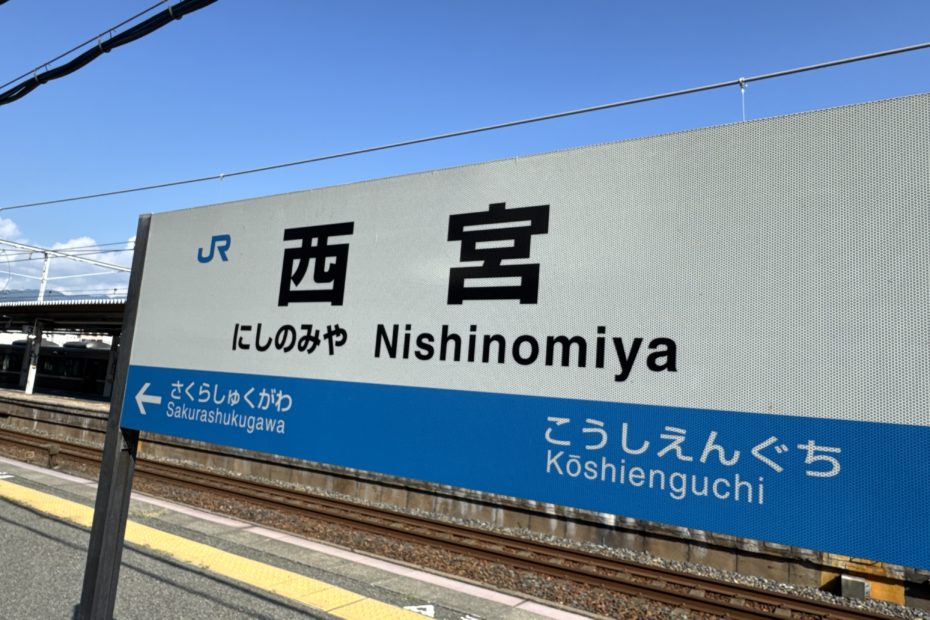 JR
西宮
にしのみや Nishinomiya
← さくらしゅくがわ
Sakurashukugawa
こうしえんぐち
Kōshienguchi